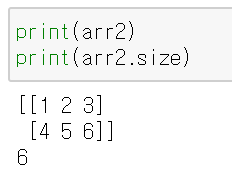 print(arr2)
print(arr2.size)
[[1 2 3]
 [4 5 6]]
6